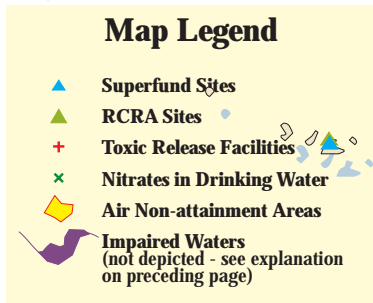 Map Legend
Superfund Sites
RCRA Sites
Toxic Release Facilities
Nitrates in Drinking Water
Air Non-attainment Areas
Impaired Waters
(not depicted - see explanation
on preceding page)